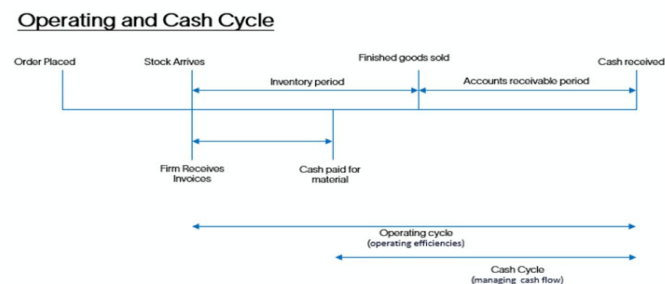 Operating and Cash Cycle
Order Placed
Stock Arrives
Finished goods sold
Cash received
Inventory period
Accounts receivable period
Firm Receives
Invoices
Cash paid for
material
Operating cycle
(operating efficiencies)
Cash Cycle
(managing cash flow)